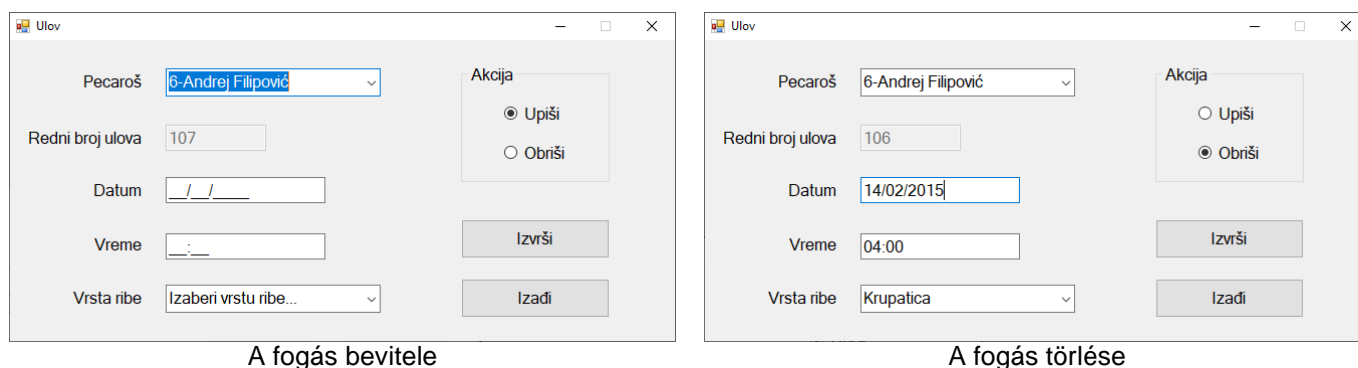 Ulov
Pecaroš 6-Andrej Filipović
Akcija
Upiši
Redni broj ulova 107
Obriši
Datum __/__/____
Vreme __:__
Izvrši
Vrsta ribe Izaberi vrstu ribe...
Izađi
A fogás bevitele
Ulov
Pecaroš 6-Andrej Filipović
Akcija
Upiši
Redni broj ulova 106
Obriši
Datum 14/02/2015
Vreme 04:00
Izvrši
Vrsta ribe Krupatica
Izađi
A fogás törlése